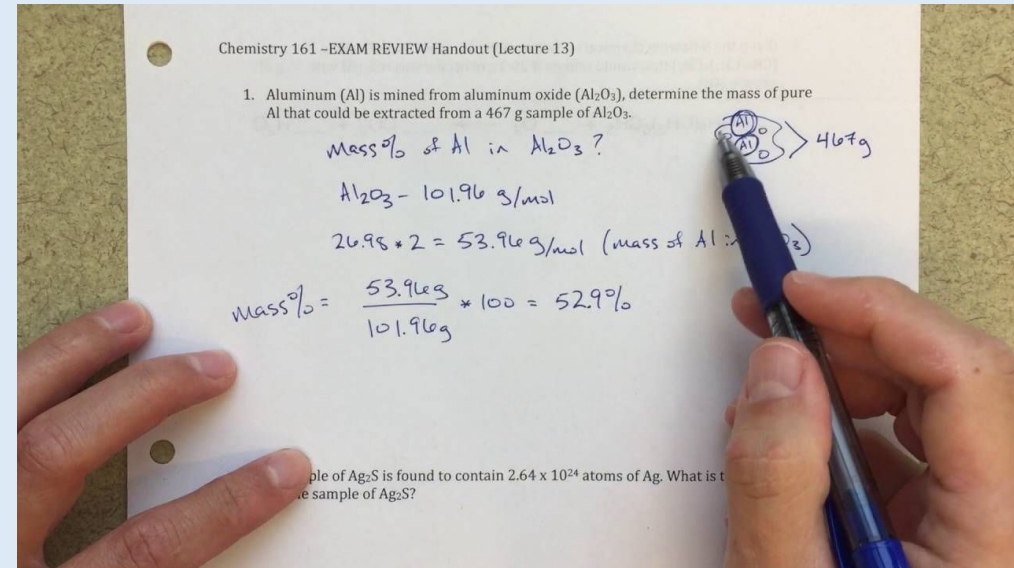 Chemistry 161 –EXAM REVIEW Handout (Lecture 13)
1. Aluminum (Al) is mined from aluminum oxide (Al₂O₃), determine the mass of pure
Al that could be extracted from a 467 g sample of Al₂O₃.
Mass % of Al in Al₂O₃ ?
Al
Al
O
O
467g
Al₂O₃ - 101.96 g/mol
26.98 * 2 = 53.96 g/mol (mass of Al
₃)
mass % = 53.96g
101.96g
* 100 = 52.9%
ple of Ag₂S is found to contain 2.64 x 10²⁴ atoms of Ag. What is t
e sample of Ag₂S?